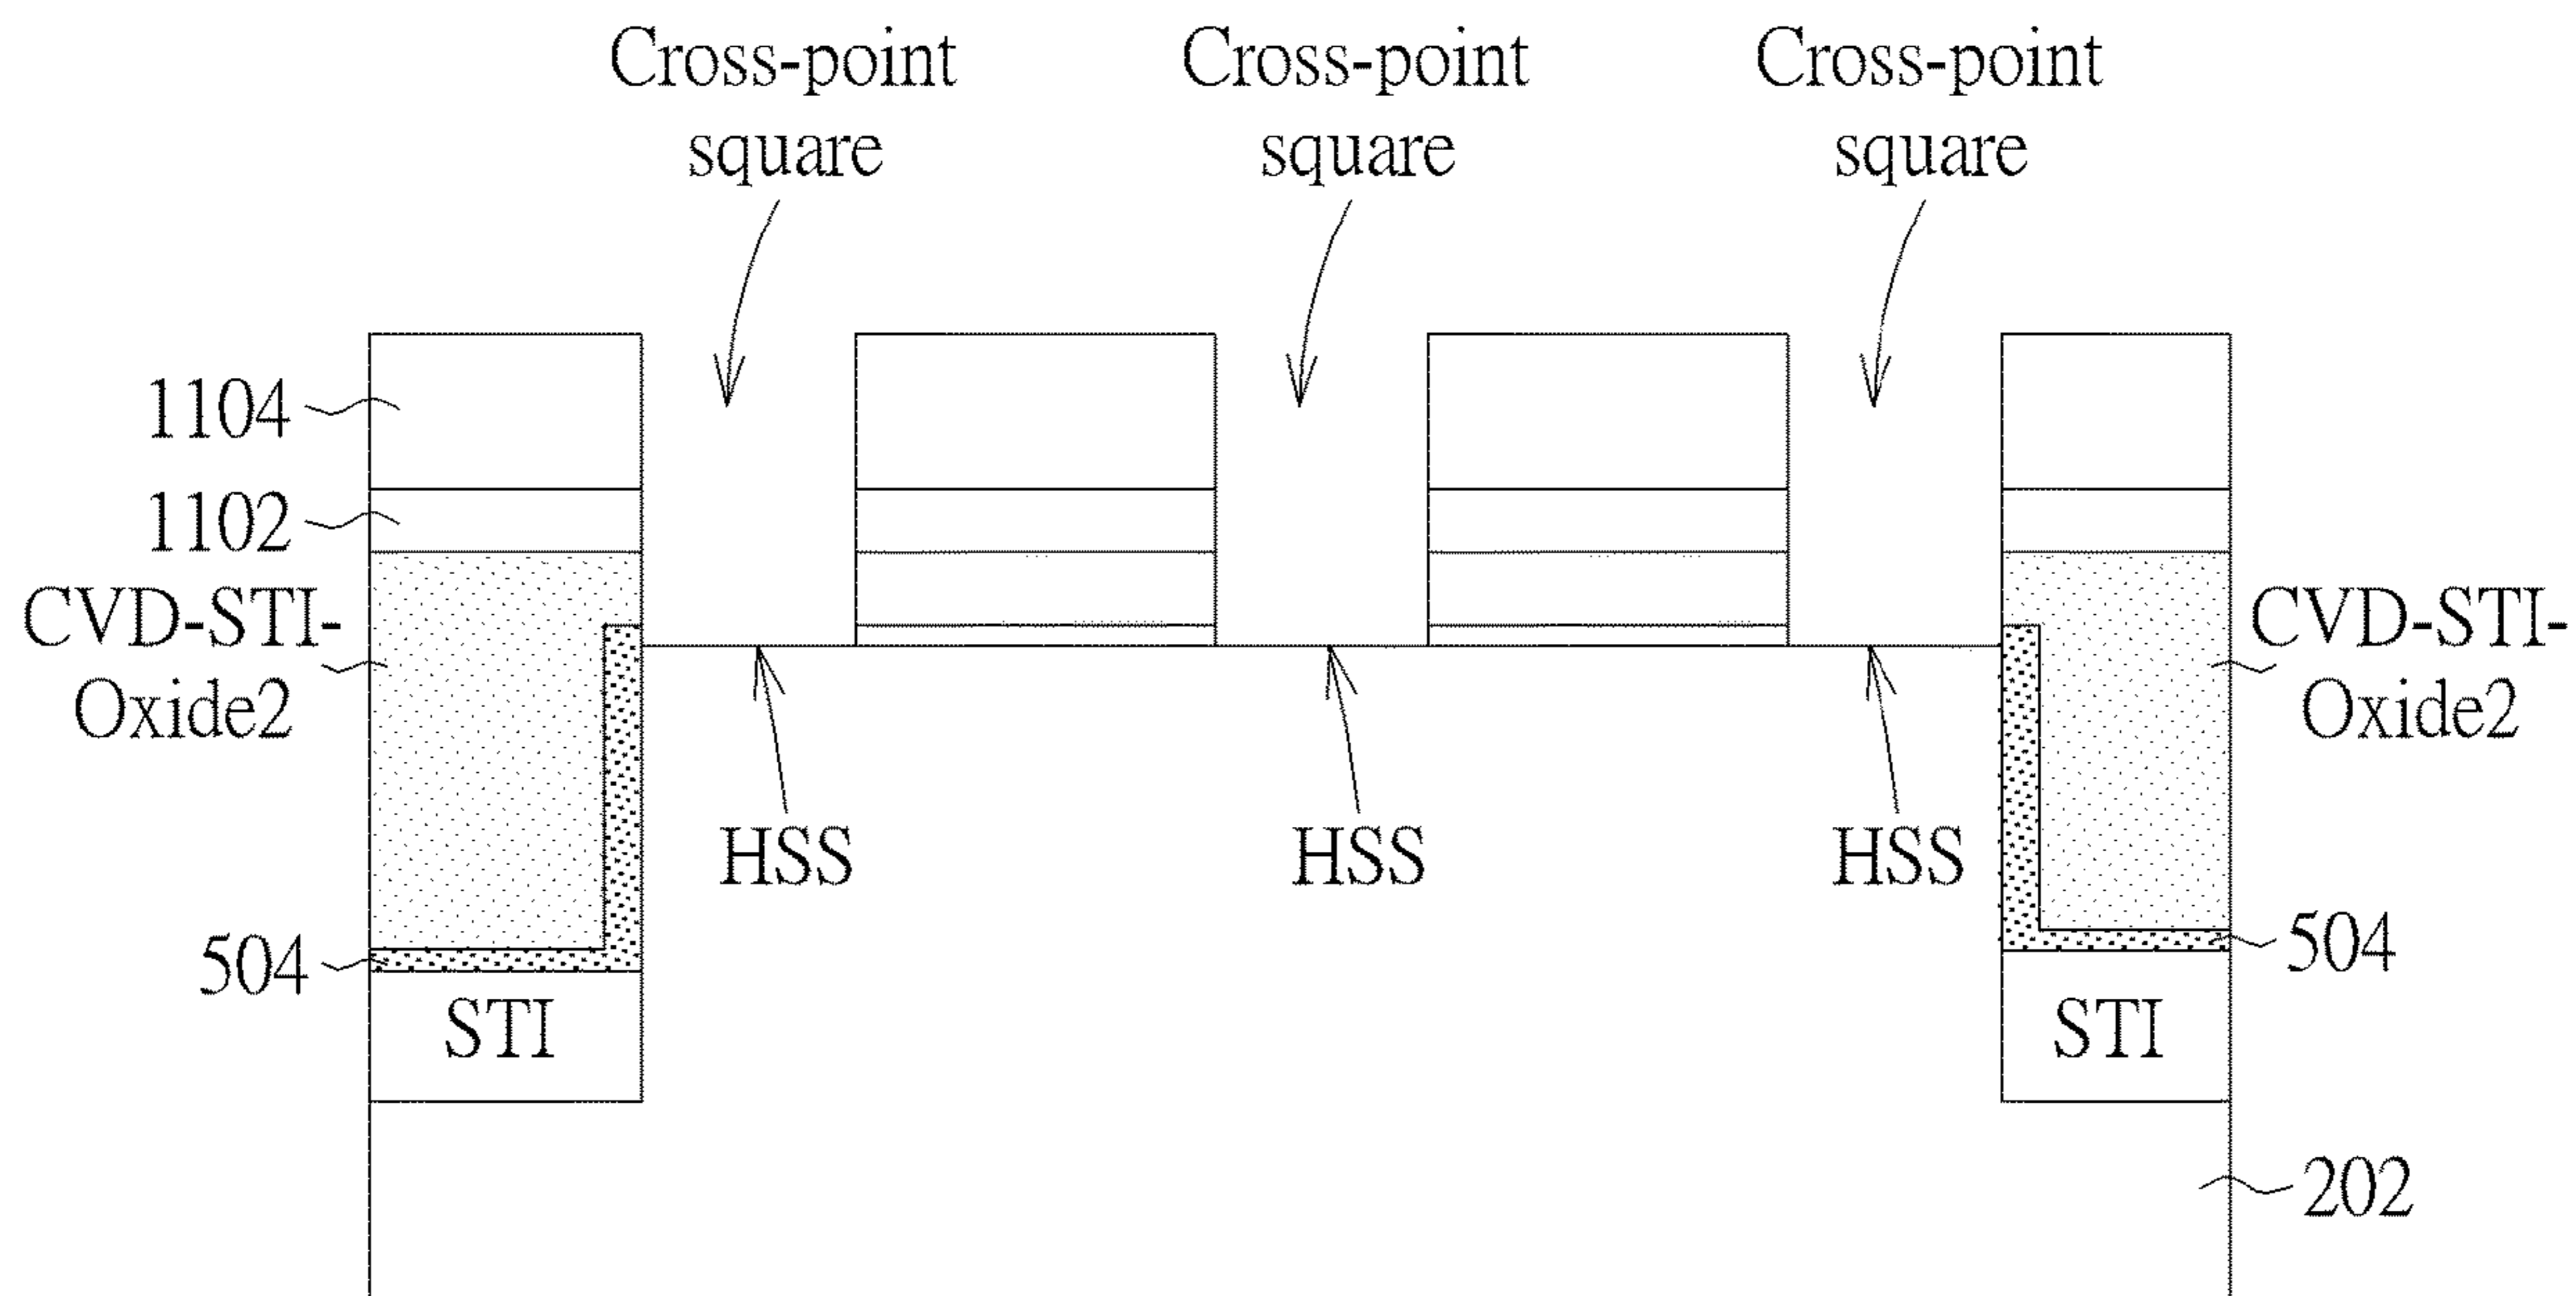 Cross-point
square
Cross-point
square
Cross-point
square
1104
1102
CVD-STI-
Oxide2
CVD-STI-
Oxide2
HSS
HSS
HSS
504
504
STI
STI
202